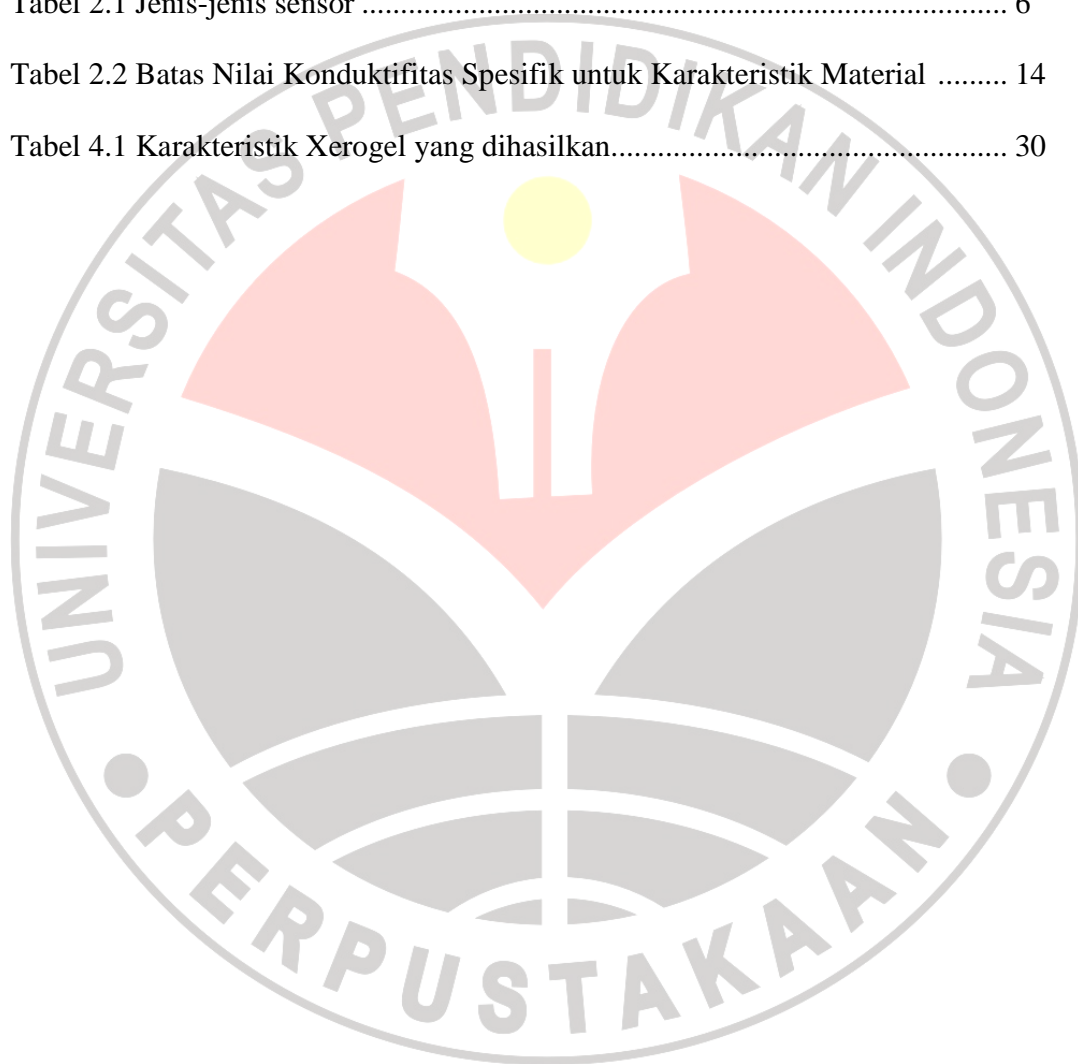 Tabel 2.1 Jenis-jenis sensor ................................................................................... 6
Tabel 2.2 Batas Nilai Konduktifitas Spesifik untuk Karakteristik Material ......... 14
Tabel 4.1 Karakteristik Xerogel yang dihasilkan................................................... 30
UNIVERSITAS PENDIDIKAN INDONESIA
PERPUSTAKAAN